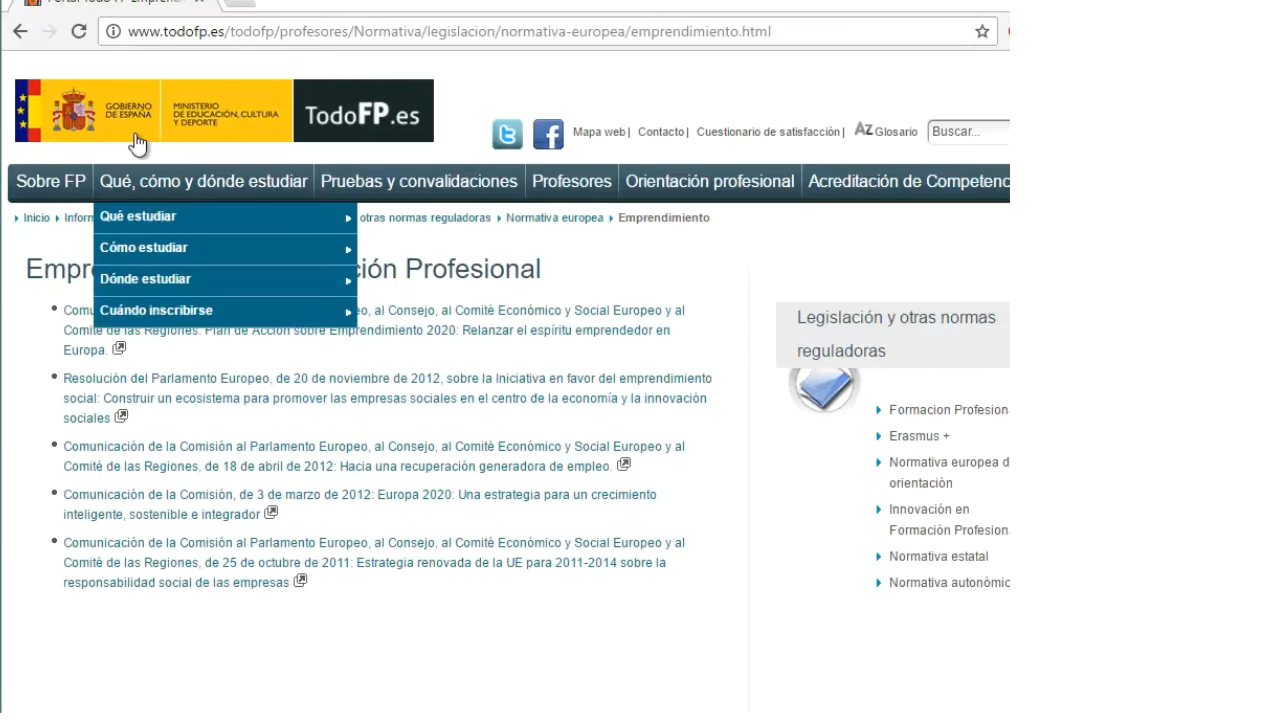 www.todofp.es/todofp/profesores/Normativa/legislacion/normativa-europea/emprendimiento.html
GOBIERNO
DE ESPAÑA
MINISTERIO
DE EDUCACIÓN, CULTURA
Y DEPORTE
TodoFP.es
Mapa web | Contacto | Cuestionario de satisfacción | AZ Glosario Buscar...
Sobre FP Qué, cómo y dónde estudiar Pruebas y convalidaciones Profesores Orientación profesional Acreditación de Competenc
Inicio Inforn otras normas reguladoras Normativa europea Emprendimiento
Qué estudiar
Cómo estudiar
Dónde estudiar
Cuándo inscribirse
Empr ión Profesional
Comu eo, al Consejo, al Comité Económico y Social Europeo y al
Comité de las Regiones. Plan de Acción sobre Emprendimiento 2020: Relanzar el espíritu emprendedor en
Europa.
Resolución del Parlamento Europeo, de 20 de noviembre de 2012, sobre la Iniciativa en favor del emprendimiento
social: Construir un ecosistema para promover las empresas sociales en el centro de la economía y la innovación
sociales
Comunicación de la Comisión al Parlamento Europeo, al Consejo, al Comité Económico y Social Europeo y al
Comité de las Regiones, de 18 de abril de 2012: Hacia una recuperación generadora de empleo.
Comunicación de la Comisión, de 3 de marzo de 2012: Europa 2020: Una estrategia para un crecimiento
inteligente, sostenible e integrador
Comunicación de la Comisión al Parlamento Europeo, al Consejo, al Comité Económico y Social Europeo y al
Comité de las Regiones, de 25 de octubre de 2011: Estrategia renovada de la UE para 2011-2014 sobre la
responsabilidad social de las empresas
Legislación y otras normas
reguladoras
Formacion Profesion
Erasmus +
Normativa europea d
orientación
Innovación en
Formación Profesion
Normativa estatal
Normativa autonómic